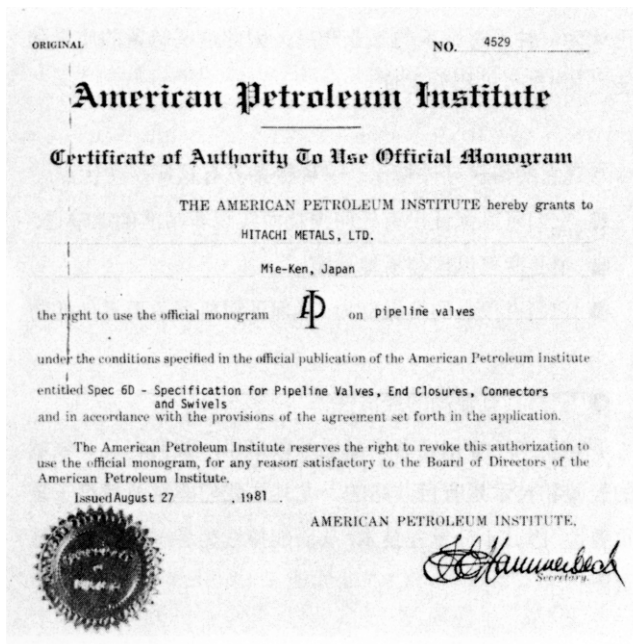 ORIGINAL
NO. 4529
American Petroleum Institute
Certificate of Authority To Use Official Monogram
THE AMERICAN PETROLEUM INSTITUTE hereby grants to
HITACHI METALS, LTD.
Mie-Ken, Japan
the right to use the official monogram API on pipeline valves
under the conditions specified in the official publication of the American Petroleum Institute
entitled Spec 6D - Specification for Pipeline Valves, End Closures, Connectors
and Swivels
and in accordance with the provisions of the agreement set forth in the application.
The American Petroleum Institute reserves the right to revoke this authorization to
use the official monogram, for any reason satisfactory to the Board of Directors of the
American Petroleum Institute.
Issued August 27 1981
AMERICAN PETROLEUM INSTITUTE,
Secretary.